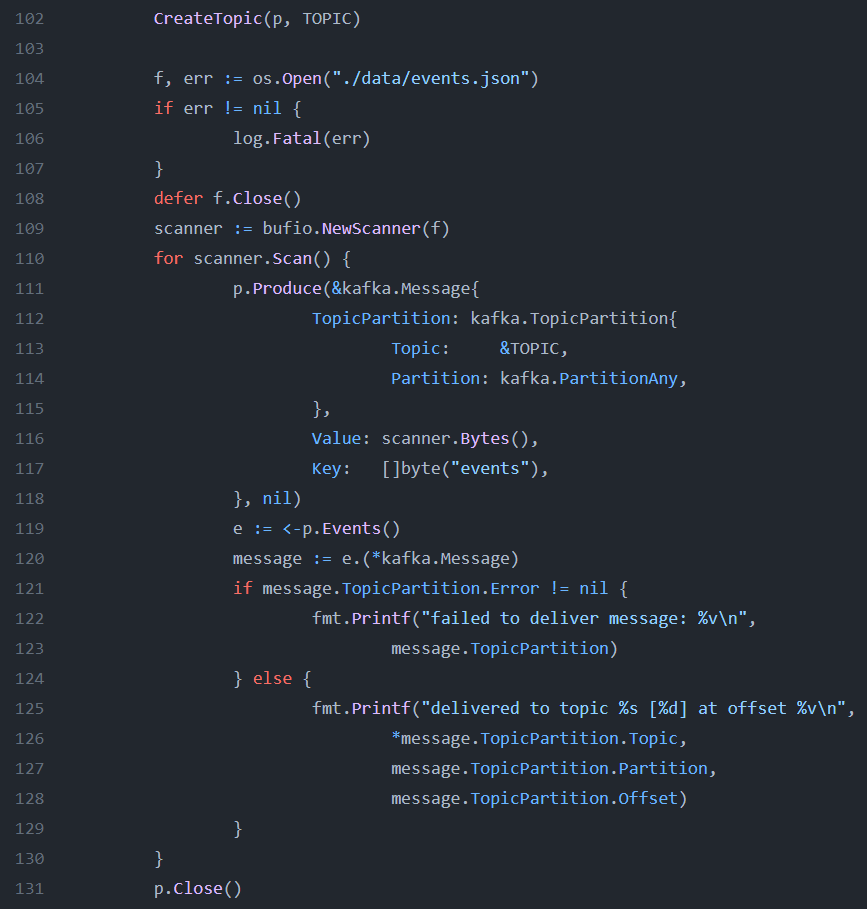 102 CreateTopic(p, TOPIC)
103
104 f, err := os.Open("./data/events.json")
105 if err != nil {
106 log.Fatal(err)
107 }
108 defer f.Close()
109 scanner := bufio.NewScanner(f)
110 for scanner.Scan() {
111 p.Produce(&kafka.Message{
112 TopicPartition: kafka.TopicPartition{
113 Topic: &TOPIC,
114 Partition: kafka.PartitionAny,
115 },
116 Value: scanner.Bytes(),
117 Key: []byte("events"),
118 }, nil)
119 e := <-p.Events()
120 message := e.(*kafka.Message)
121 if message.TopicPartition.Error != nil {
122 fmt.Printf("failed to deliver message: %v\n",
123 message.TopicPartition)
124 } else {
125 fmt.Printf("delivered to topic %s [%d] at offset %v\n",
126 *message.TopicPartition.Topic,
127 message.TopicPartition.Partition,
128 message.TopicPartition.Offset)
129 }
130 }
131 p.Close()